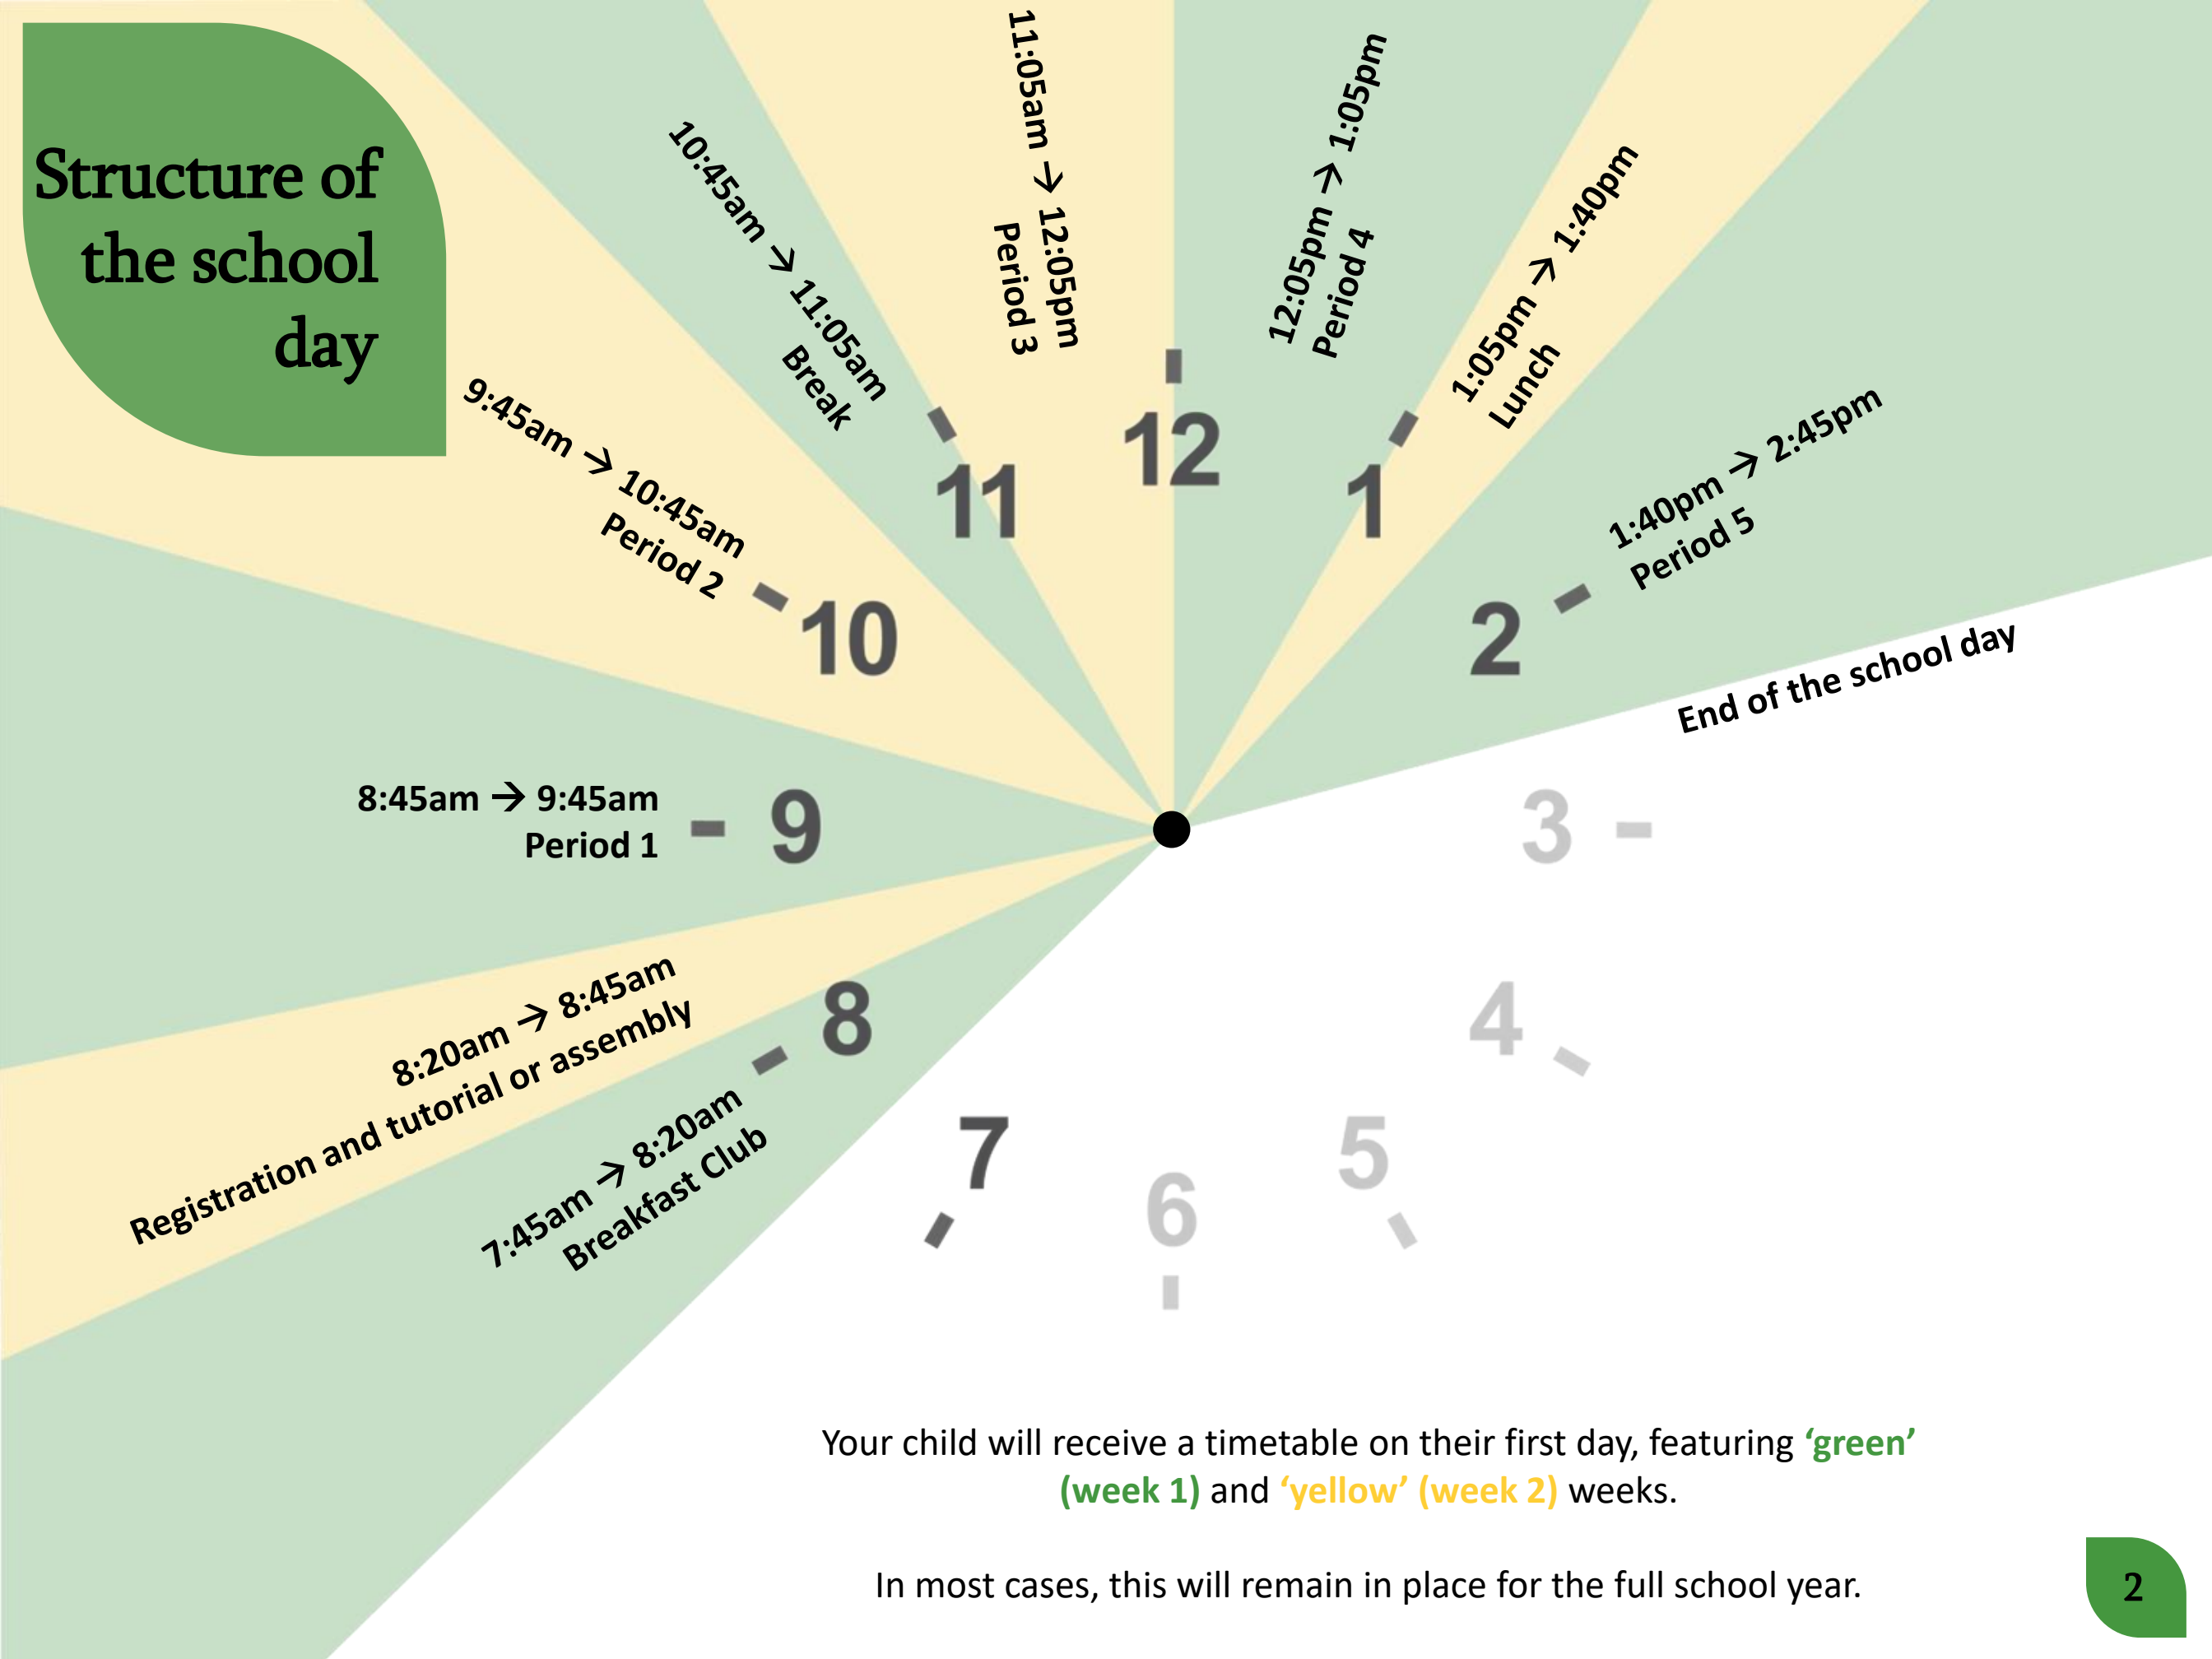 Structure of
the school
day
7:45am → 8:20am
Breakfast Club
8:20am → 8:45am
Registration and tutorial or assembly
8:45am → 9:45am
Period 1
9:45am → 10:45am
Period 2
10:45am → 11:05am
Break
11:05am → 12:05pm
Period 3
12:05pm → 1:05pm
Period 4
1:05pm → 1:40pm
Lunch
1:40pm → 2:45pm
Period 5
End of the school day
12
1
2
3
4
5
6
7
8
9
10
11
Your child will receive a timetable on their first day, featuring ‘green’
(week 1) and ‘yellow’ (week 2) weeks.
In most cases, this will remain in place for the full school year.
2